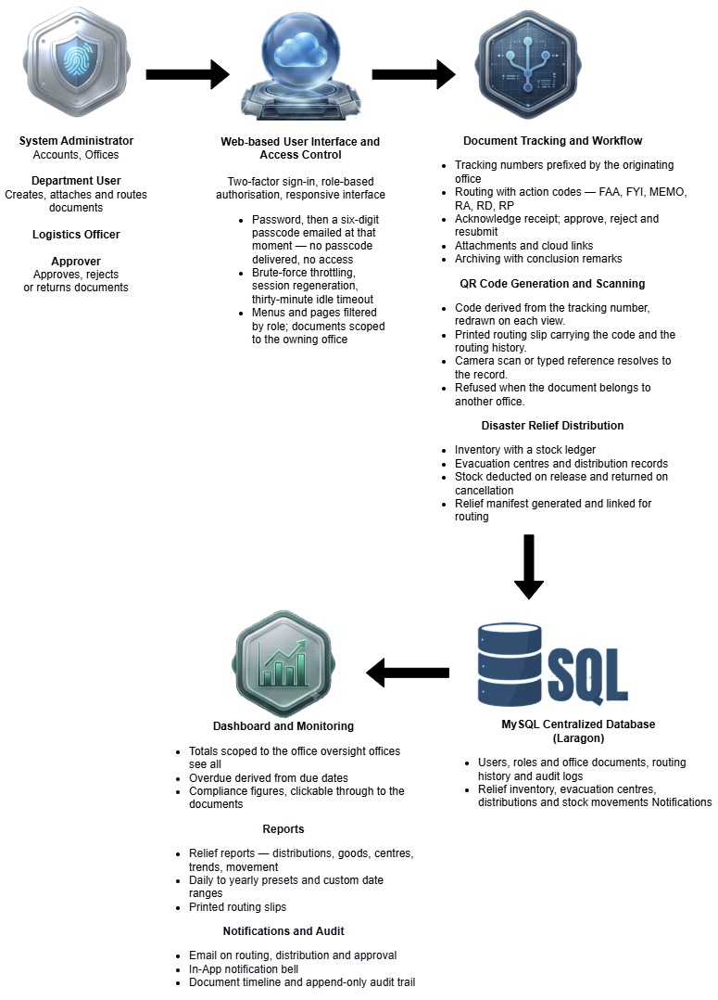 System Administrator
Accounts, Offices
Department User
Creates, attaches and routes
documents
Logistics Officer
Approver
Approves, rejects
or returns documents
Web-based User Interface and
Access Control
Two-factor sign-in, role-based
authorisation, responsive interface
• Password, then a six-digit
passcode emailed at that
moment — no passcode
delivered, no access
• Brute-force throttling,
session regeneration,
thirty-minute idle timeout
• Menus and pages filtered
by role; documents scoped
to the owning office
Document Tracking and Workflow
• Tracking numbers prefixed by the originating
office
• Routing with action codes — FAA, FYI, MEMO,
RA, RD, RP
• Acknowledge receipt; approve, reject and
resubmit
• Attachments and cloud links
• Archiving with conclusion remarks
QR Code Generation and Scanning
• Code derived from the tracking number,
redrawn on each view.
• Printed routing slip carrying the code and the
routing history.
• Camera scan or typed reference resolves to
the record.
• Refused when the document belongs to
another office.
Disaster Relief Distribution
• Inventory with a stock ledger
• Evacuation centres and distribution records
• Stock deducted on release and returned on
cancellation
• Relief manifest generated and linked for
routing
SQL
MySQL Centralized Database
(Laragon)
• Users, roles and office documents, routing
history and audit logs
• Relief inventory, evacuation centres,
distributions and stock movements Notifications
Dashboard and Monitoring
• Totals scoped to the office oversight offices
see all
• Overdue derived from due dates
• Compliance figures, clickable through to the
documents
Reports
• Relief reports — distributions, goods, centres,
trends, movement
• Daily to yearly presets and custom date
ranges
• Printed routing slips
Notifications and Audit
• Email on routing, distribution and approval
• In-App notification bell
• Document timeline and append-only audit trail